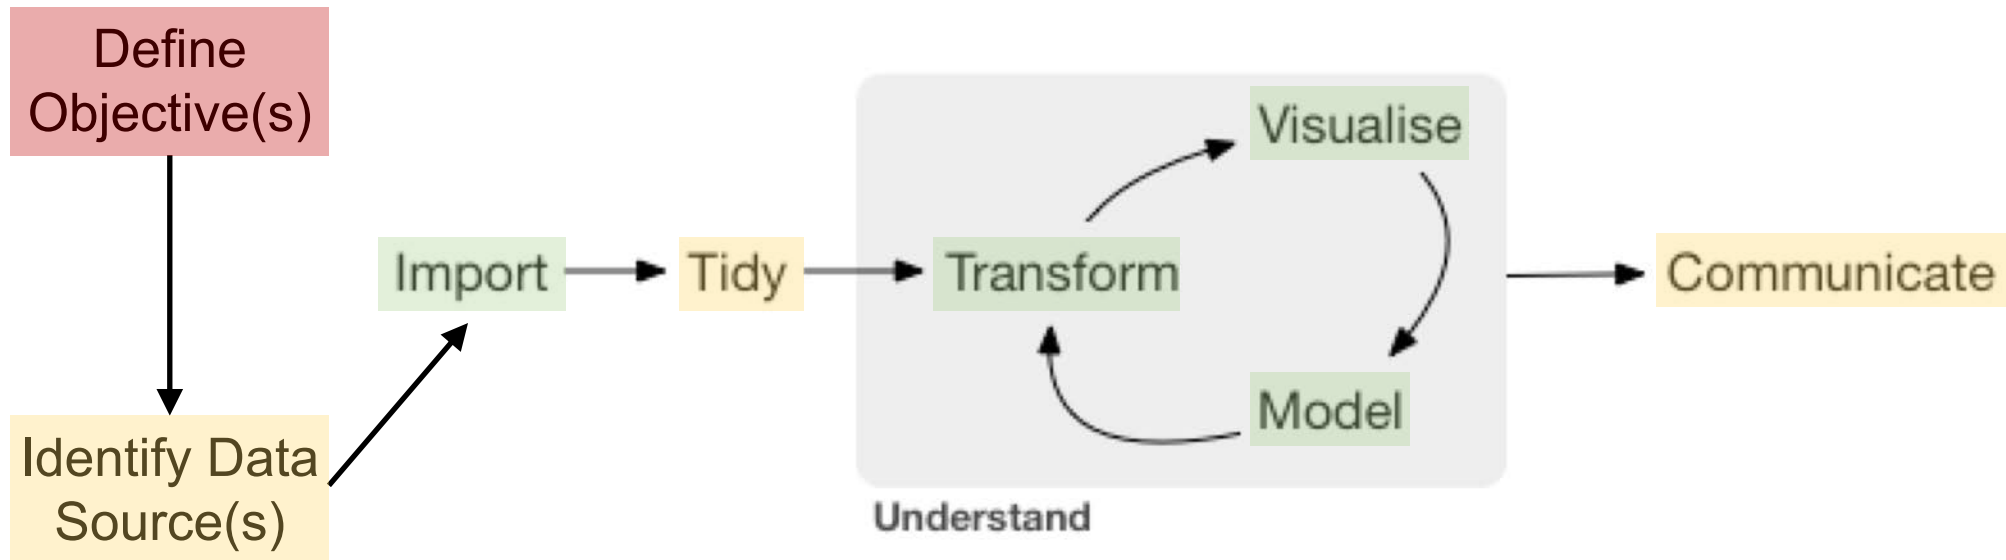 Define
Objective(s)
Identify Data
Source(s)
Import
Tidy
Transform
Visualise
Model
Understand
Communicate